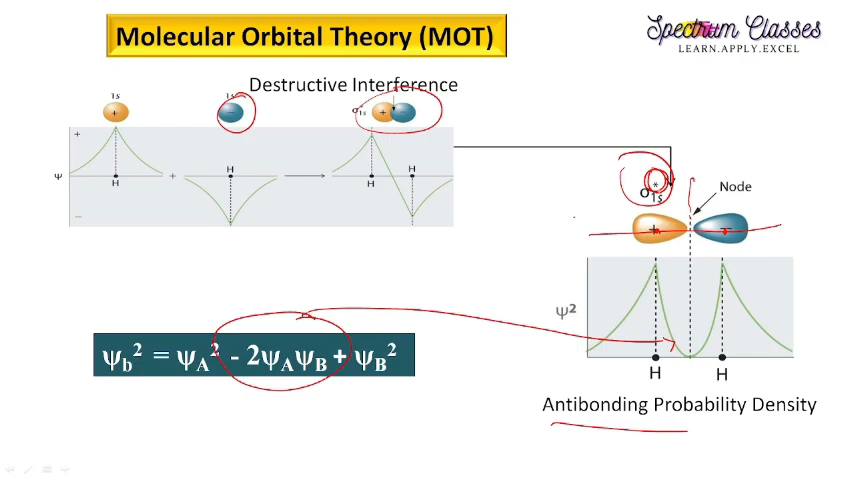 Molecular Orbital Theory (MOT)
Spectrum Classes
LEARN.APPLY.EXCEL
Destructive Interference
1s
+
1s
−
σ*1s
+ −
+
Ψ
−
H
+
H
H
H
σ*1s
Node
+ −
Ψ²
H H
ψb² = ψA² - 2ψAψB + ψB²
Antibonding Probability Density